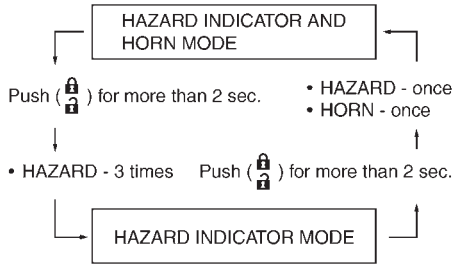 HAZARD INDICATOR AND
HORN MODE
Push ( ) for more than 2 sec.
• HAZARD - once
• HORN - once
• HAZARD - 3 times
Push ( ) for more than 2 sec.
HAZARD INDICATOR MODE